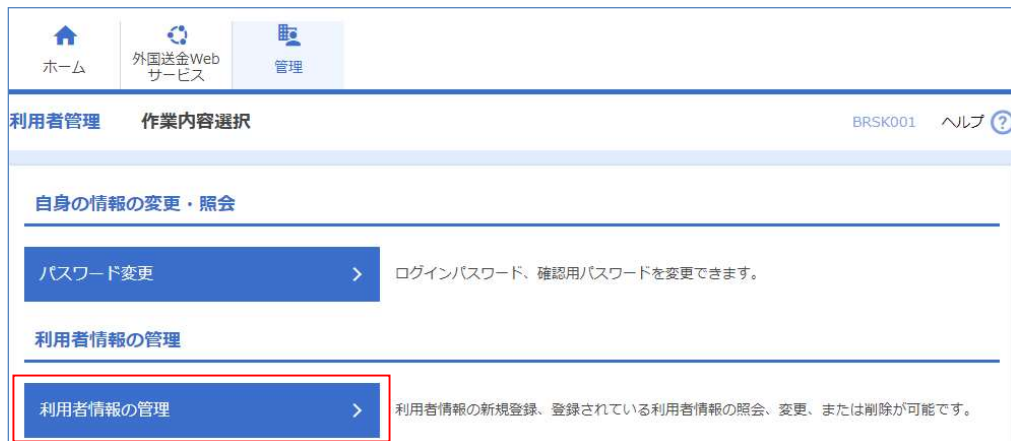 ホーム
外国送金Web
サービス
管理
利用者管理 作業内容選択 BRSK001 ヘルプ ?
自身の情報の変更・照会
パスワード変更 ログインパスワード、確認用パスワードを変更できます。
利用者情報の管理
利用者情報の管理 利用者情報の新規登録、登録されている利用者情報の照会、変更、または削除が可能です。